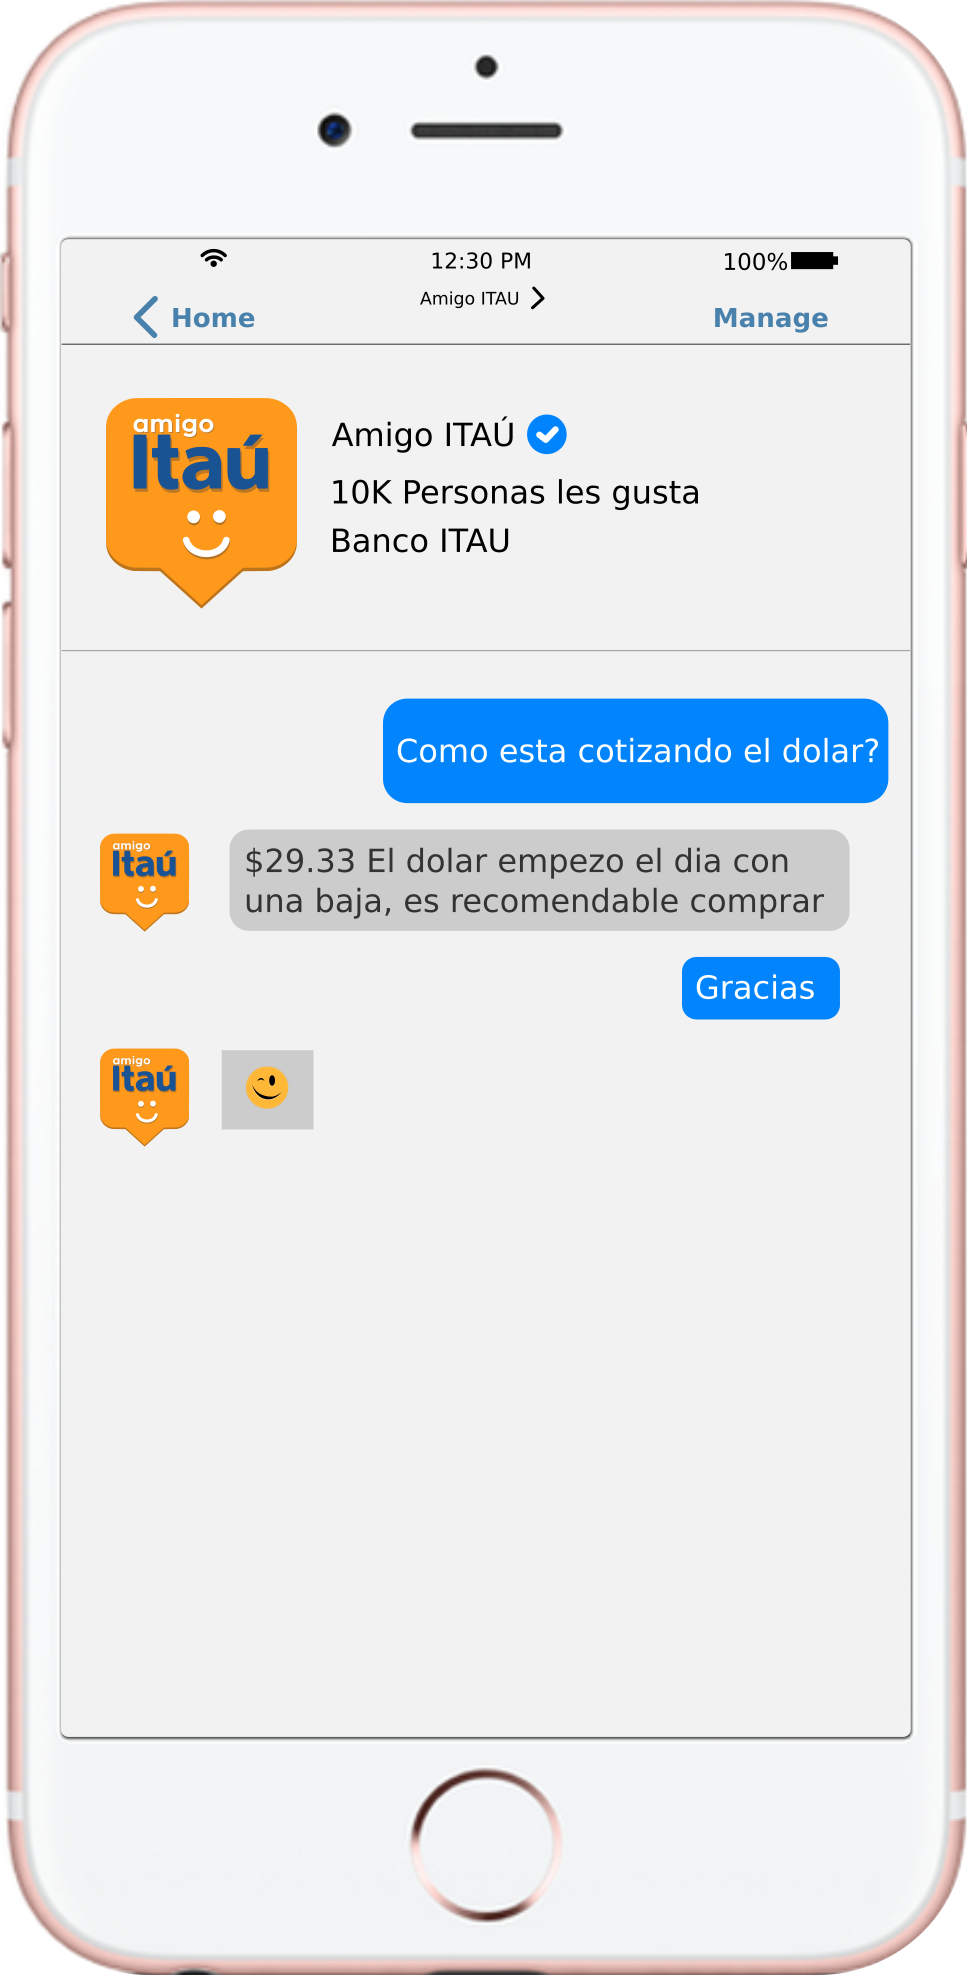 12:30 PM
100%
Amigo ITAU
Home
Manage
amigo
Itaú
Amigo ITAÚ
10K Personas les gusta
Banco ITAU
Como esta cotizando el dolar?
amigo
Itaú
$29.33 El dolar empezo el dia con
una baja, es recomendable comprar
Gracias
amigo
Itaú